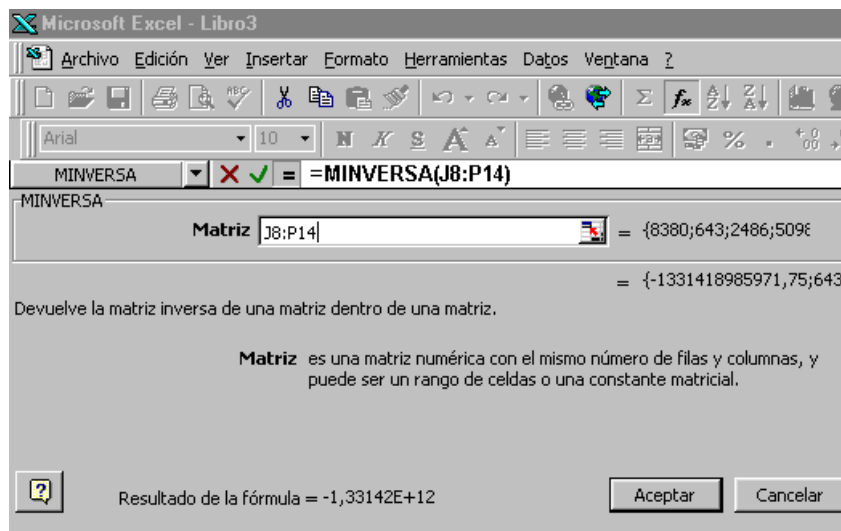 Microsoft Excel - Libro3
Archivo Edición Ver Insertar Formato Herramientas Datos Ventana ?
Arial 10 N K S A A %
MINVERSA =MINVERSA(J8:P14)
MINVERSA
Matriz J8:P14 = {8380;643;2486;5098
= {-1331418985971,75;643
Devuelve la matriz inversa de una matriz dentro de una matriz.
Matriz es una matriz numérica con el mismo número de filas y columnas, y
puede ser un rango de celdas o una constante matricial.
Resultado de la fórmula = -1,33142E+12
Aceptar Cancelar